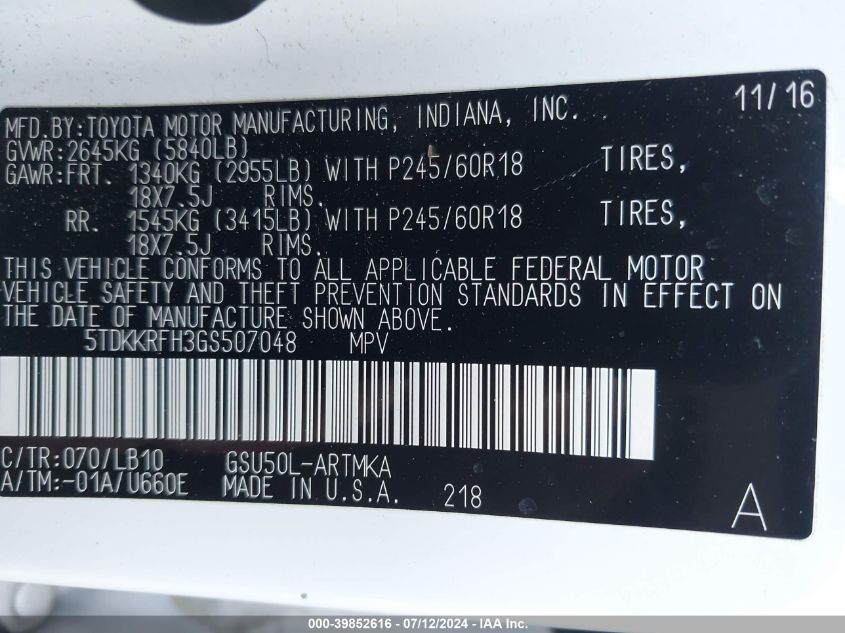 11/16
MFD.BY:TOYOTA MOTOR MANUFACTURING, INDIANA, INC.
GVWR:2645KG (5840LB)
GAWR:FRT. 1340KG (2955LB) WITH P245/60R18 TIRES,
18X7.5J RIMS.
RR. 1545KG (3415LB) WITH P245/60R18 TIRES,
18X7.5J RIMS.
THIS VEHICLE CONFORMS TO ALL APPLICABLE FEDERAL MOTOR
VEHICLE SAFETY AND THEFT PREVENTION STANDARDS IN EFFECT ON
THE DATE OF MANUFACTURE SHOWN ABOVE.
5TDKKRFH3GS507048 MPV
C/TR:070/LB10 GSU50L-ARTMKA
A/TM:-01A/U660E MADE IN U.S.A. 218
A
000-39852616 - 07/12/2024 - IAA Inc.